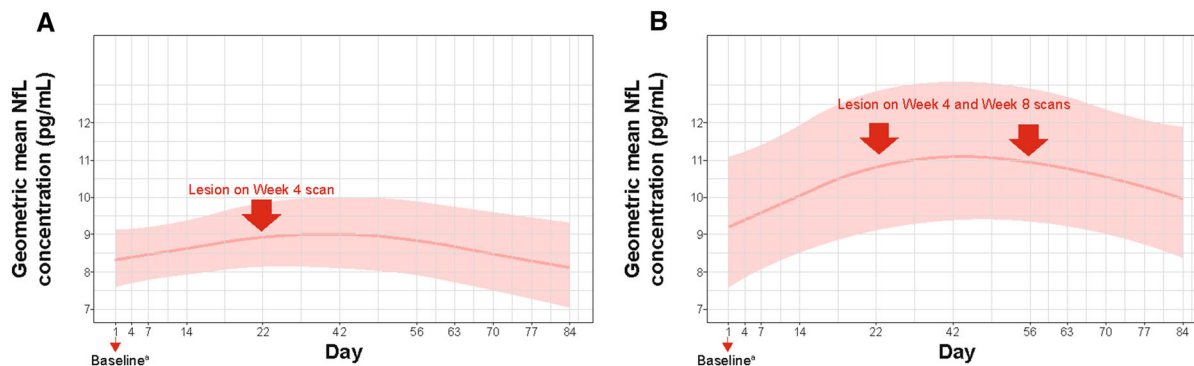 A
Geometric mean NfL
concentration (pg/mL)
12
11
10
9
8
7
Lesion on Week 4 scan
1 4 7 14 22 42 56 63 70 77 84
Baselineª
Day
B
Geometric mean NfL
concentration (pg/mL)
12
11
10
9
8
7
Lesion on Week 4 and Week 8 scans
1 4 7 14 22 42 56 63 70 77 84
Baselineª
Day